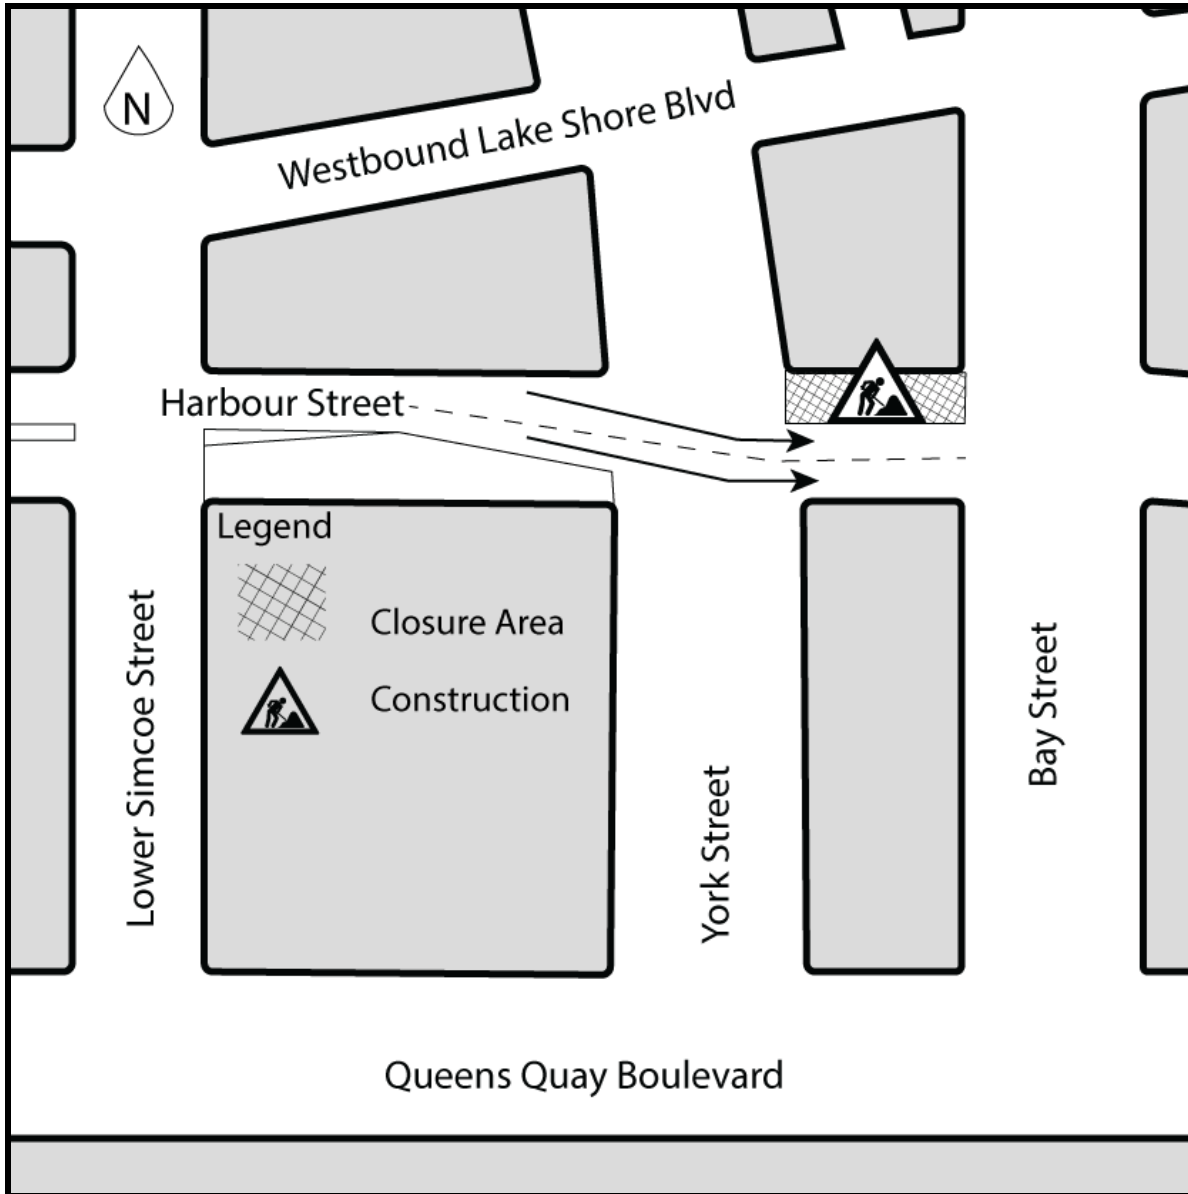 N
Westbound Lake Shore Blvd
Harbour Street
Legend
Closure Area
Construction
Lower Simcoe Street
York Street
Bay Street
Queens Quay Boulevard